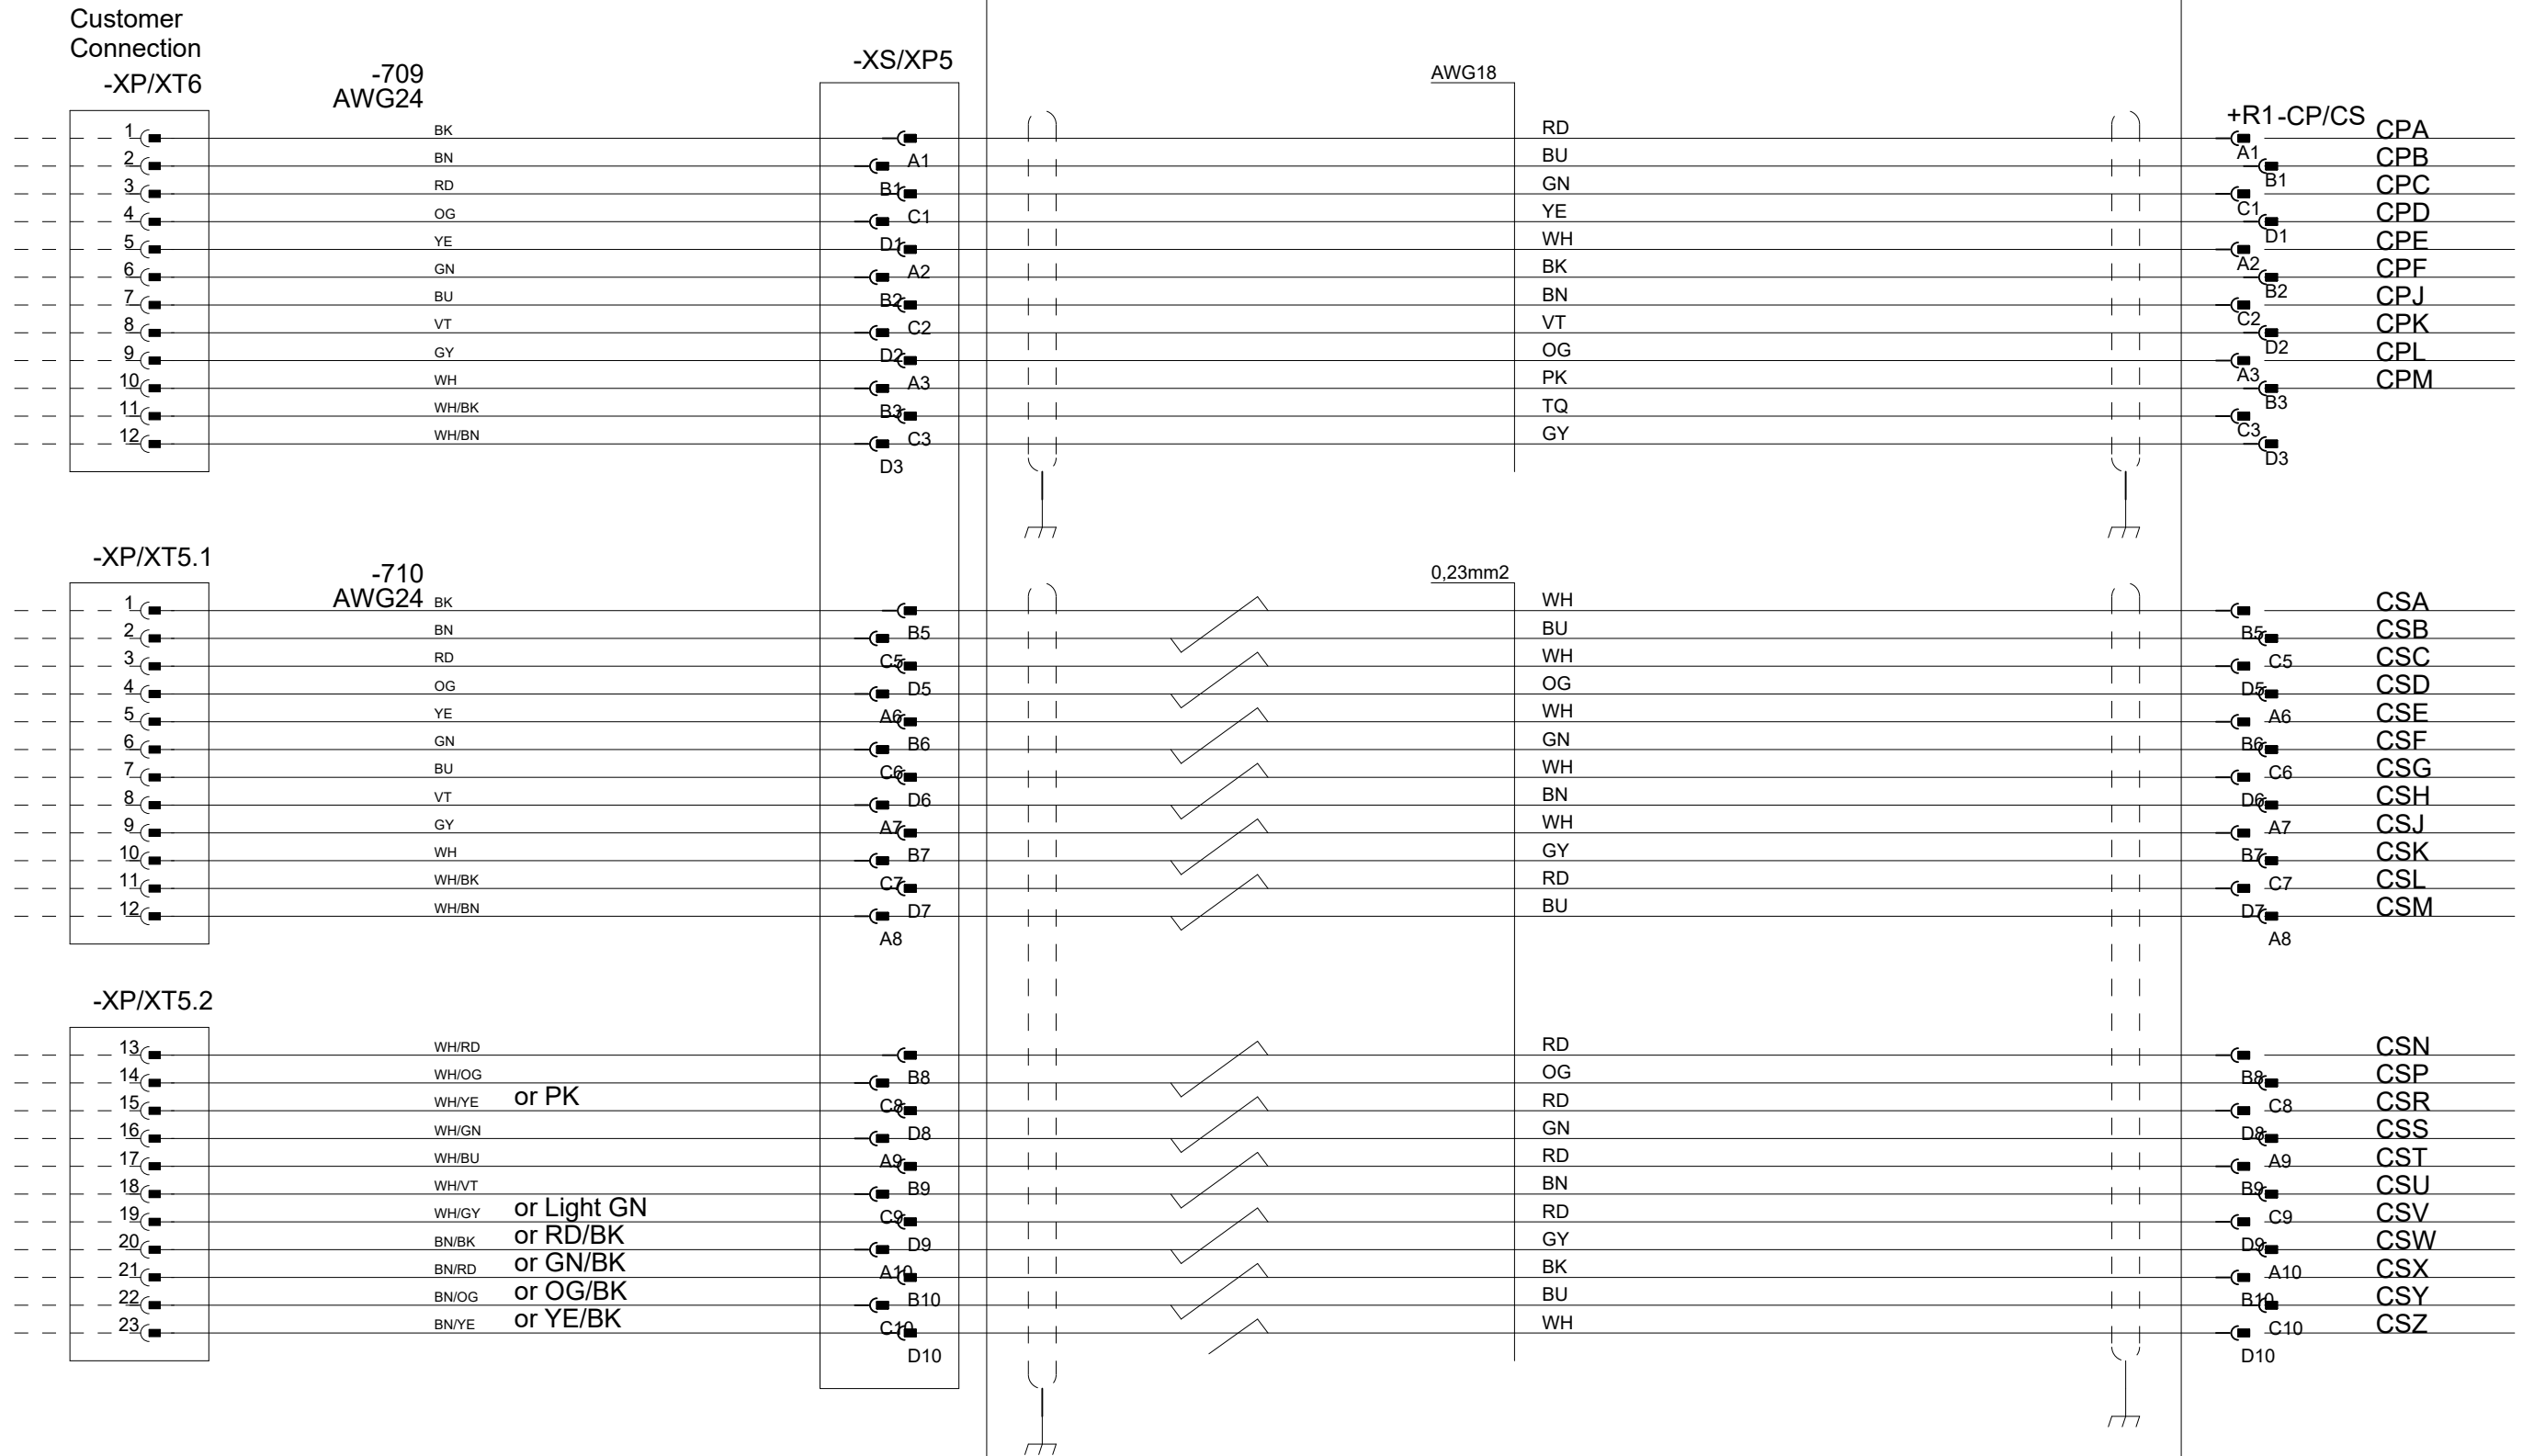 Customer
Connection
-XP/XT6
-709
AWG24
-XS/XP5
AWG18
+R1-CP/CS
1 BK A1 RD A1 CPA
2 BN B1 BU B1 CPB
3 RD C1 GN C1 CPC
4 OG D1 YE D1 CPD
5 YE A2 WH A2 CPE
6 GN B2 BK B2 CPF
7 BU C2 BN C2 CPJ
8 VT D2 VT D2 CPK
9 GY A3 OG A3 CPL
10 WH B3 PK B3 CPM
11 WH/BK C3 TQ C3
12 WH/BN D3 GY D3
-XP/XT5.1
-710
AWG24
0,23mm2
1 BK B5 WH B5 CSA
2 BN C5 BU C5 CSB
3 RD D5 WH D5 CSC
4 OG A6 OG A6 CSD
5 YE B6 WH B6 CSE
6 GN C6 GN C6 CSF
7 BU D6 WH D6 CSG
8 VT A7 BN A7 CSH
9 GY B7 WH B7 CSJ
10 WH C7 GY C7 CSK
11 WH/BK D7 RD D7 CSL
12 WH/BN A8 BU A8 CSM
-XP/XT5.2
13 WH/RD B8 RD B8 CSN
14 WH/OG C8 OG C8 CSP
15 WH/YE or PK D8 RD D8 CSR
16 WH/GN A9 GN A9 CSS
17 WH/BU B9 RD B9 CST
18 WH/VT C9 BN C9 CSU
19 WH/GY or Light GN D9 RD D9 CSV
20 BN/BK or RD/BK A10 GY A10 CSW
21 BN/RD or GN/BK B10 BK B10 CSX
22 BN/OG or OG/BK C10 BU C10 CSY
23 BN/YE or YE/BK D10 WH D10 CSZ